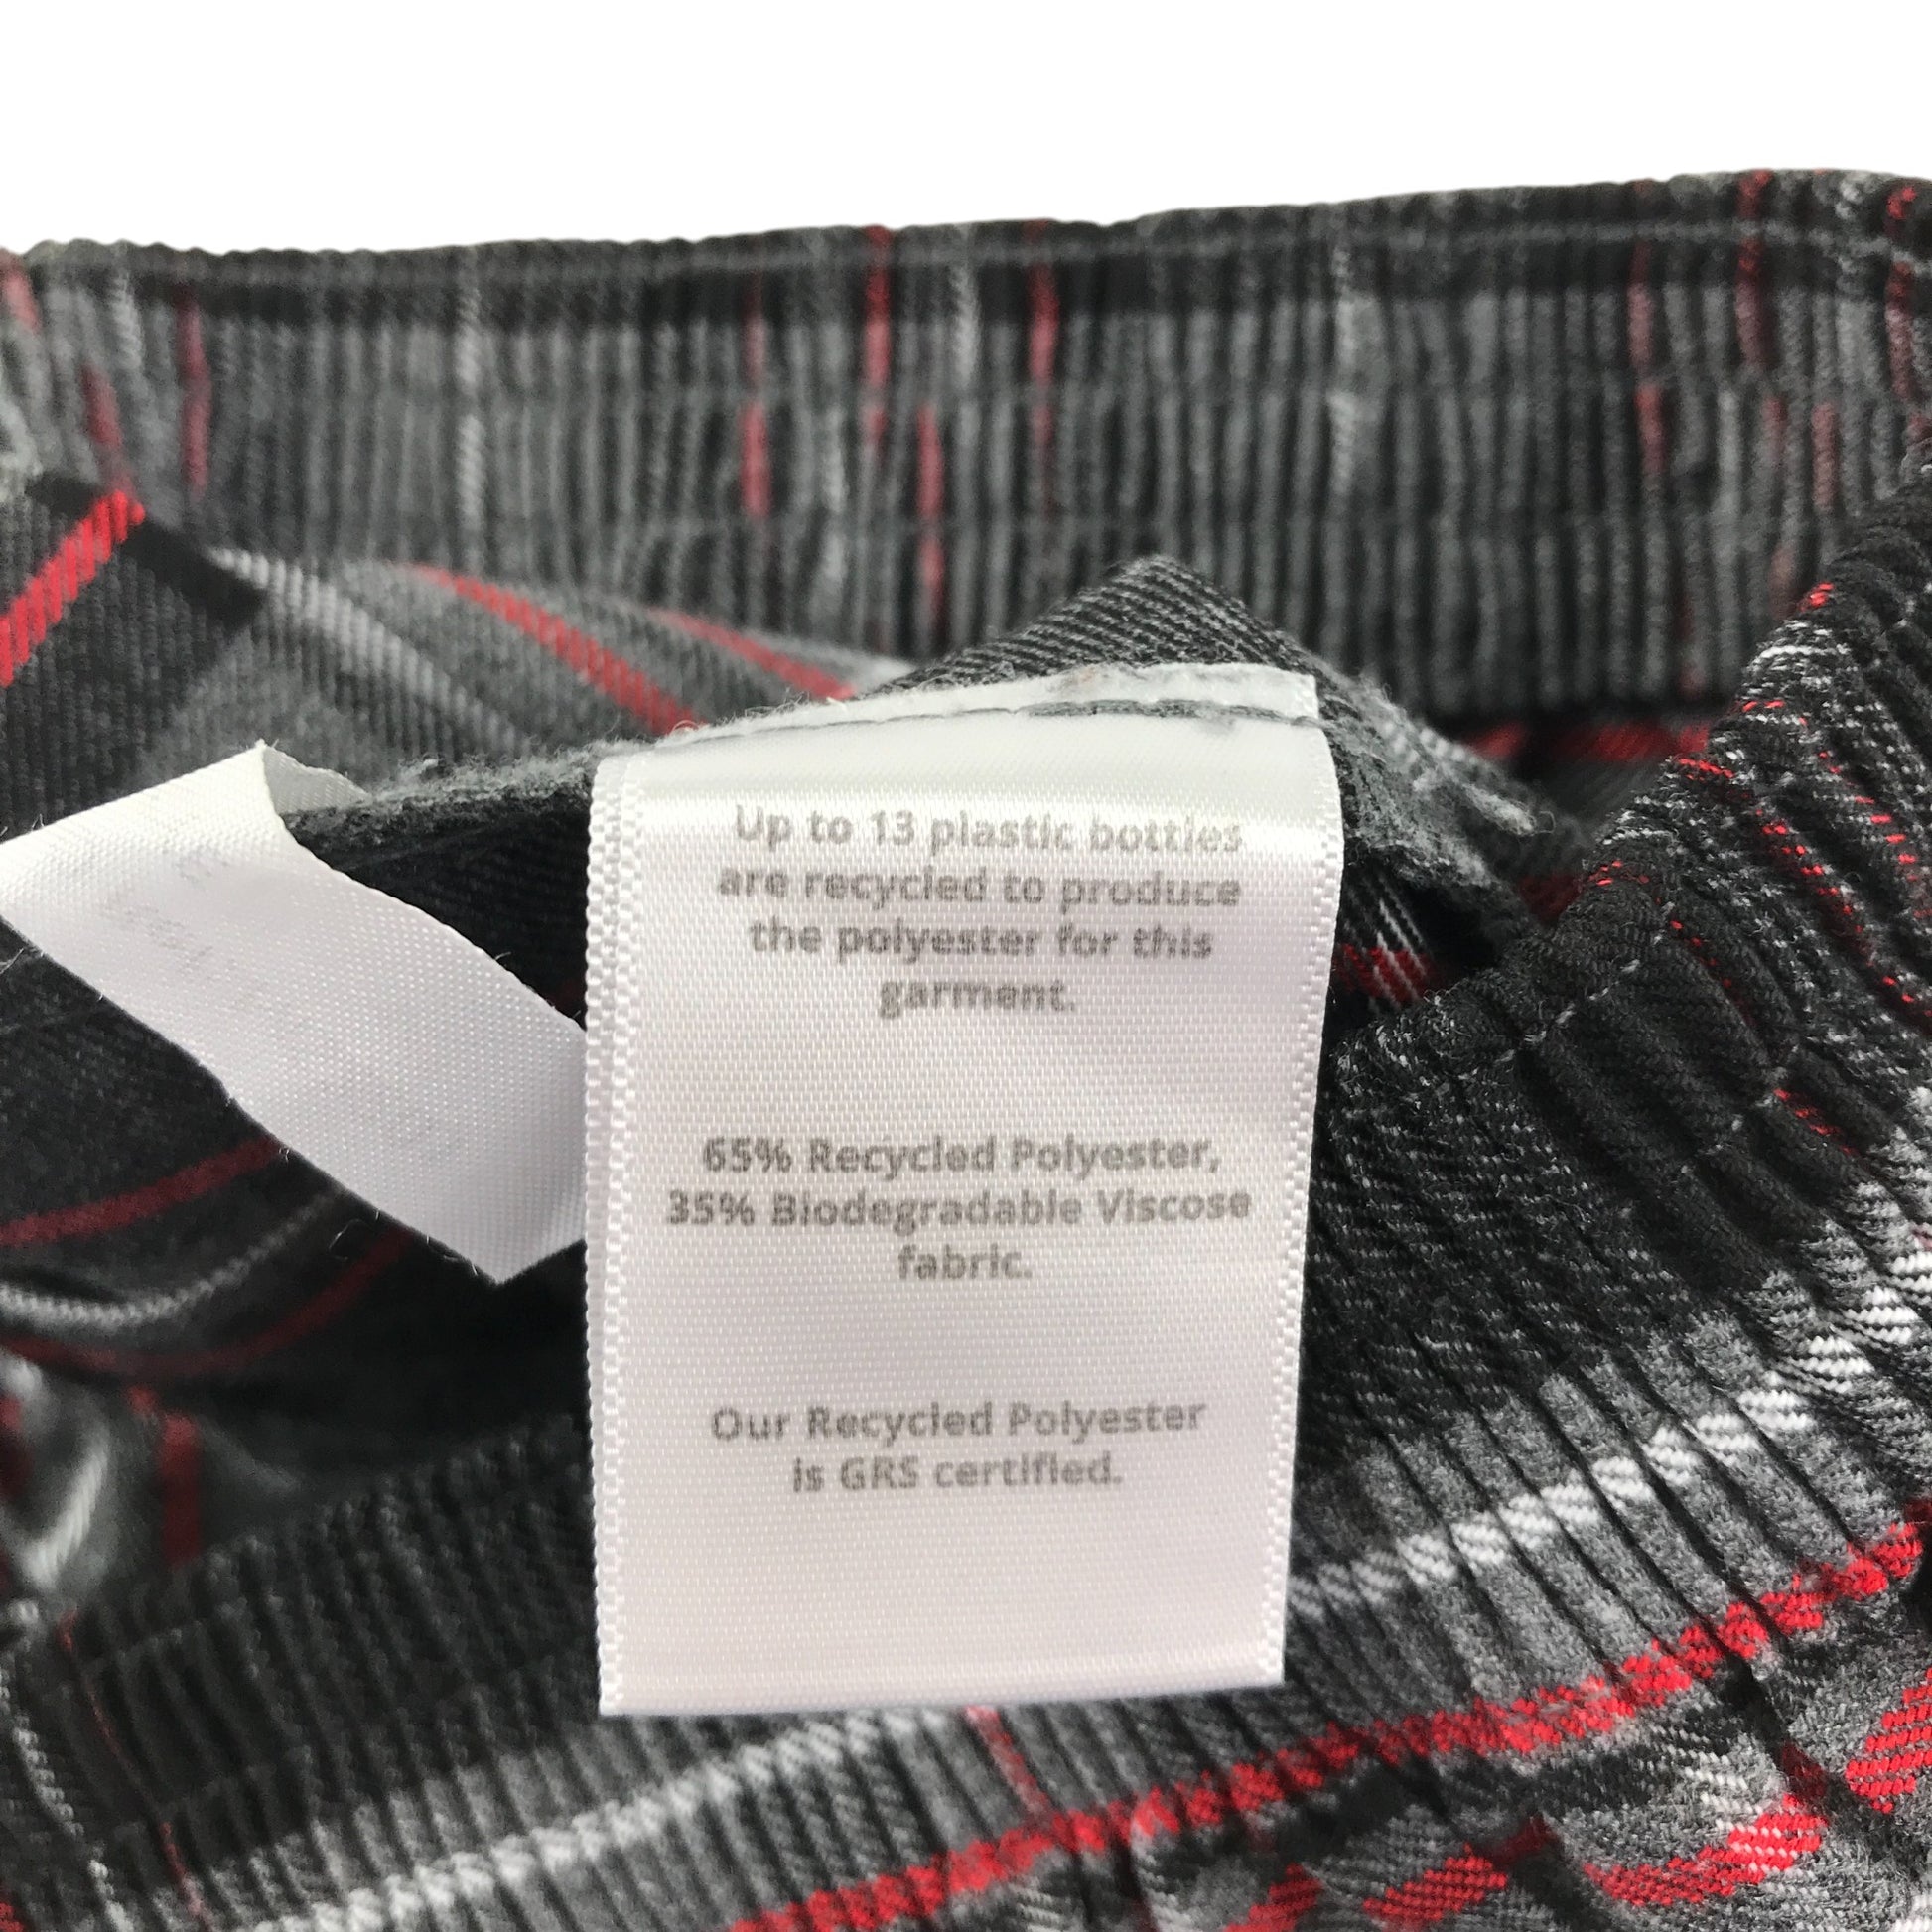 Up to 13 plastic bottles
are recycled to produce
the polyester for this
garment.
65% Recycled Polyester,
35% Biodegradable Viscose
fabric.
Our Recycled Polyester
is GRS certified.